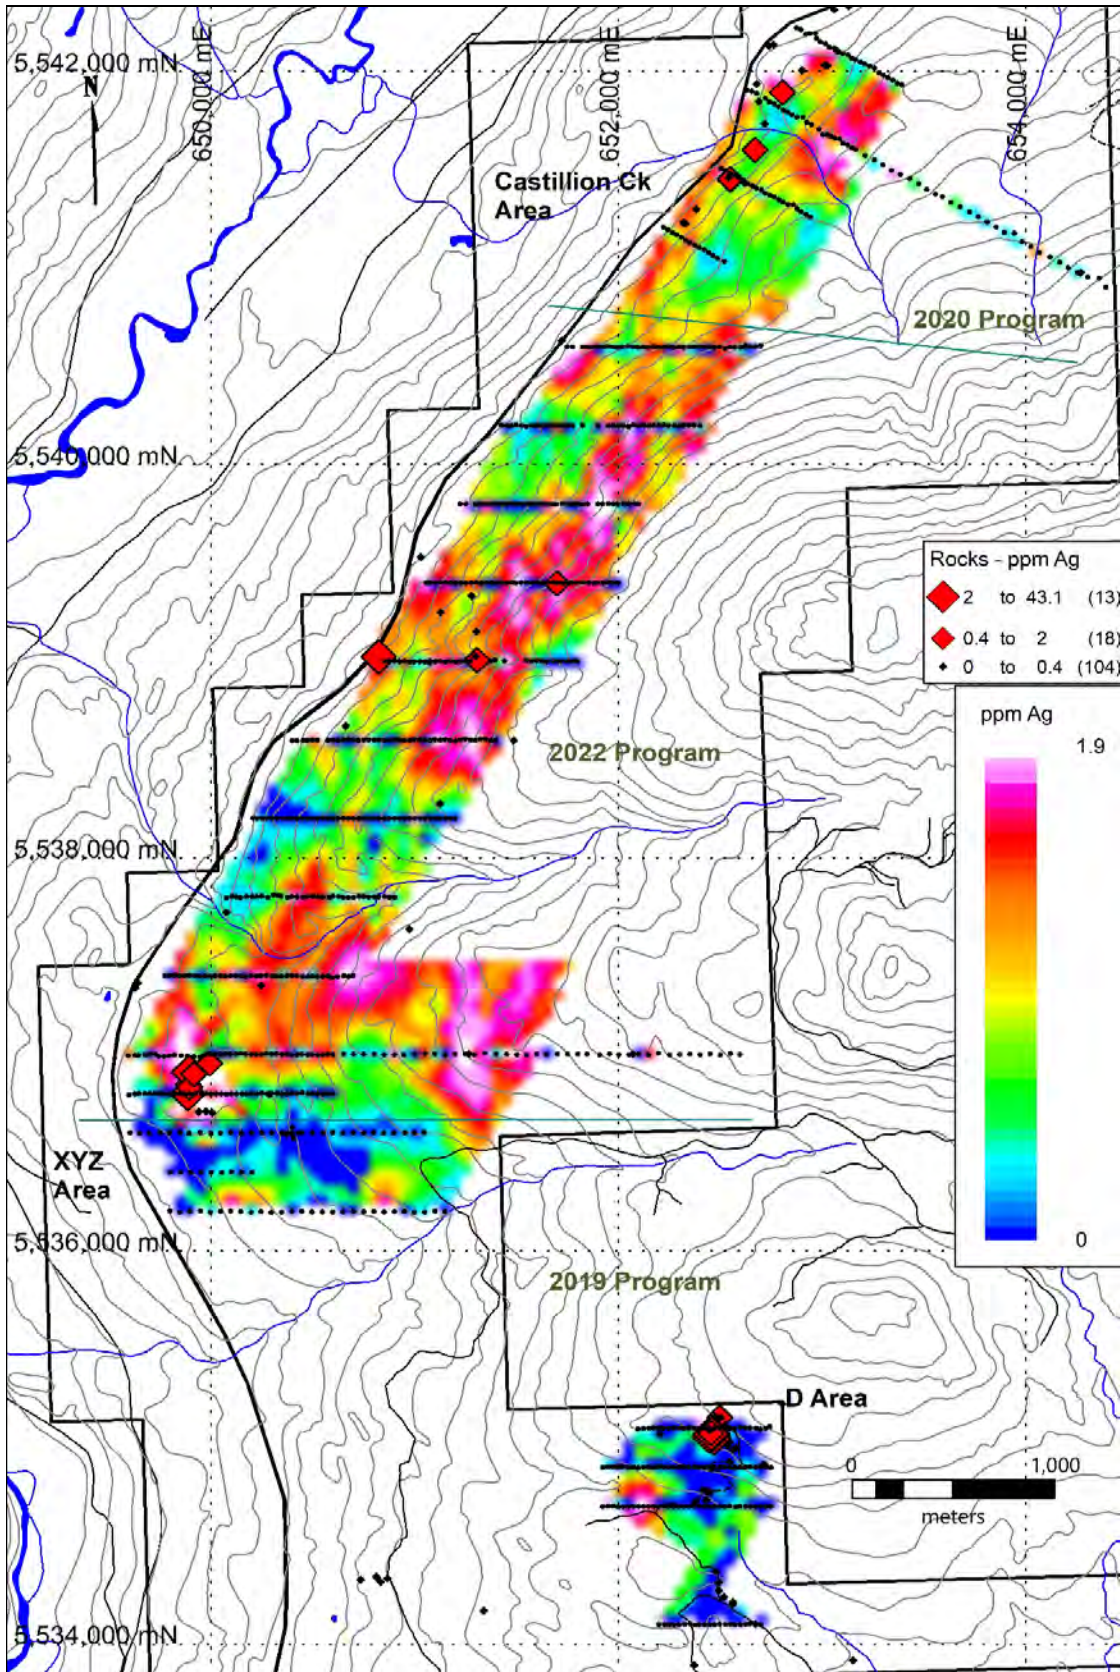 5,542,000 mN
N
650,000 mE
652,000 mE
654,000 mE
Castillion Ck
Area
2020 Program
5,540,000 mN
Rocks - ppm Ag
2 to 43.1 (13)
0.4 to 2 (18)
0 to 0.4 (104)
ppm Ag
1.9
2022 Program
5,538,000 mN
XYZ
Area
0
5,536,000 mN
2019 Program
D Area
0 1,000
meters
5,534,000 mN